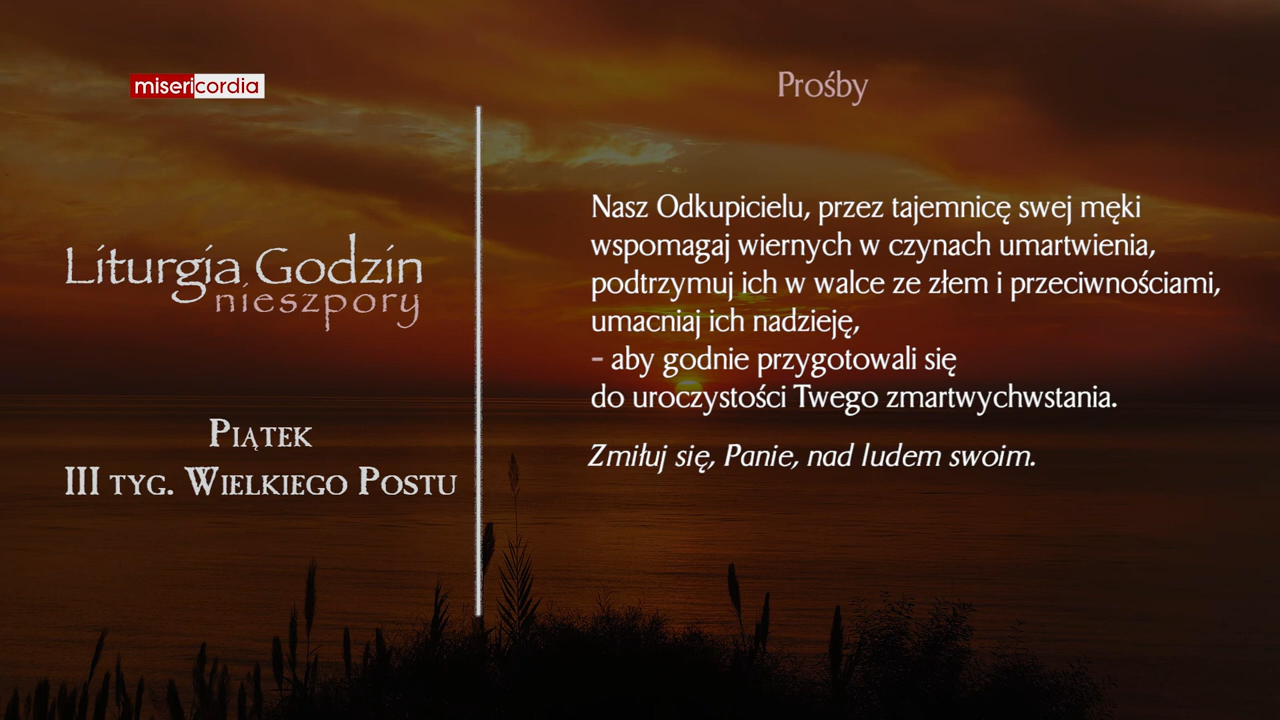 misericordia
Liturgia Godzin
nieszpory
Piątek
III tyg. Wielkiego Postu
Prośby
Nasz Odkupicielu, przez tajemnicę swej męki
wspomagaj wiernych w czynach umartwienia,
podtrzymuj ich w walce ze złem i przeciwnościami,
umacniaj ich nadzieję,
- aby godnie przygotowali się
do uroczystości Twego zmartwychwstania.
Zmiłuj się, Panie, nad ludem swoim.